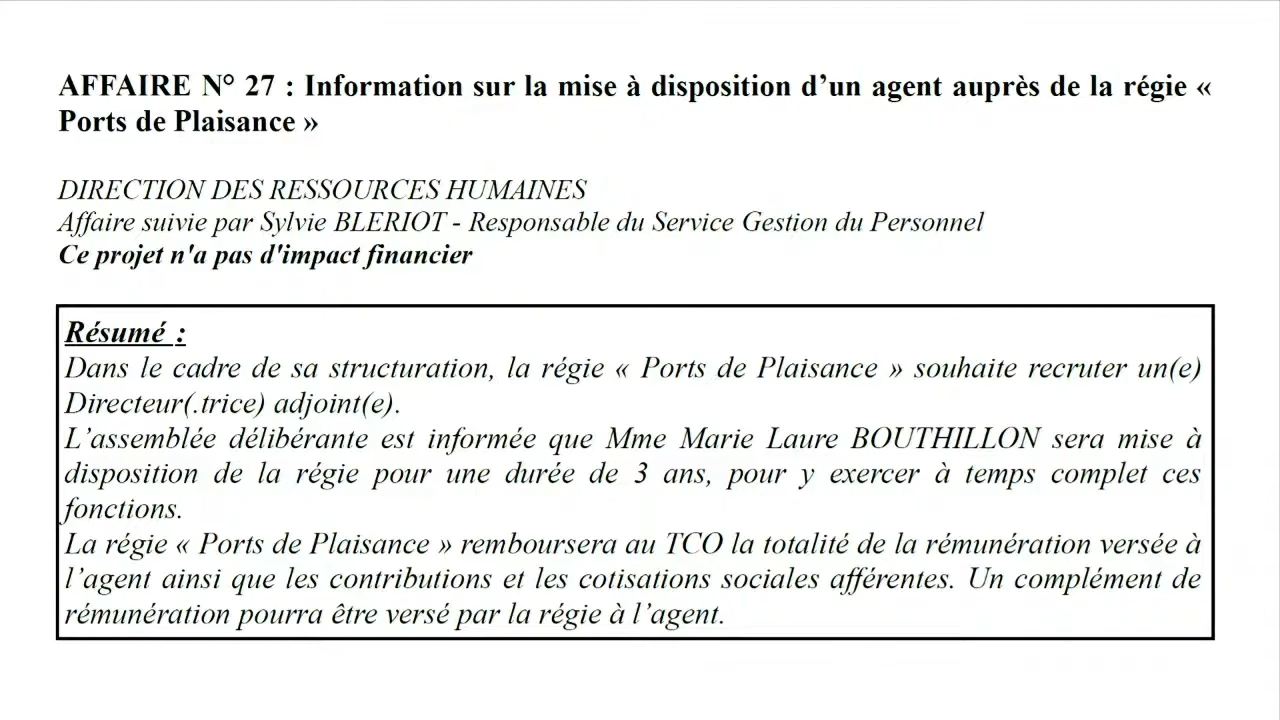 AFFAIRE N° 27 : Information sur la mise à disposition d’un agent auprès de la régie «
Ports de Plaisance »
DIRECTION DES RESSOURCES HUMAINES
Affaire suivie par Sylvie BLERIOT - Responsable du Service Gestion du Personnel
Ce projet n'a pas d'impact financier
Résumé :
Dans le cadre de sa structuration, la régie « Ports de Plaisance » souhaite recruter un(e)
Directeur(.trice) adjoint(e).
L’assemblée délibérante est informée que Mme Marie Laure BOUTHILLON sera mise à
disposition de la régie pour une durée de 3 ans, pour y exercer à temps complet ces
fonctions.
La régie « Ports de Plaisance » remboursera au TCO la totalité de la rémunération versée à
l’agent ainsi que les contributions et les cotisations sociales afférentes. Un complément de
rémunération pourra être versé par la régie à l’agent.